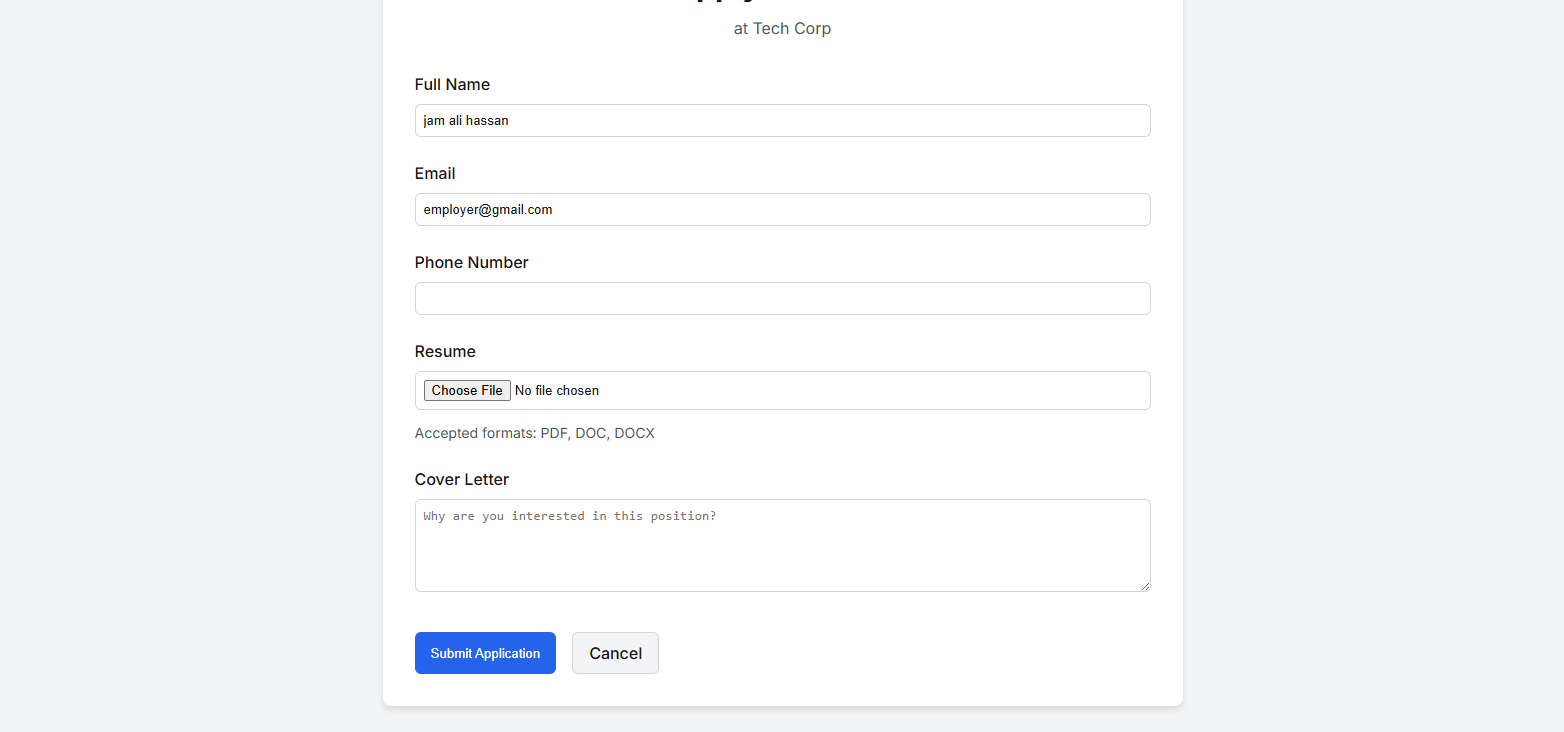 at Tech Corp
Full Name
jam ali hassan
Email
employer@gmail.com
Phone Number
Resume
Choose File No file chosen
Accepted formats: PDF, DOC, DOCX
Cover Letter
Why are you interested in this position?
Submit Application
Cancel